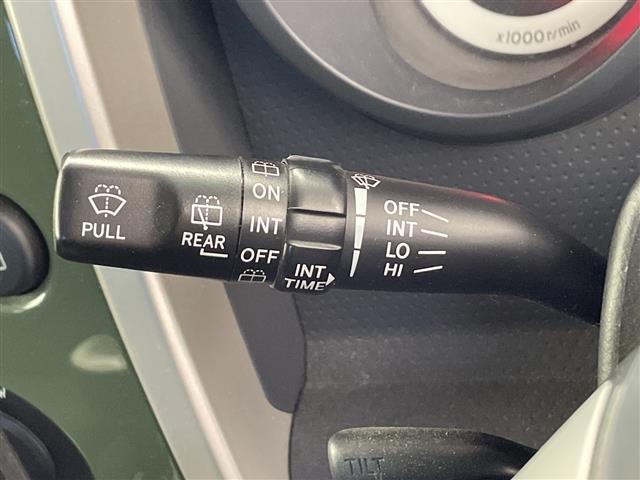 x1000r/min
PULL
REAR
ON
INT
OFF
INT
TIME
OFF
INT
LO
HI
TILT